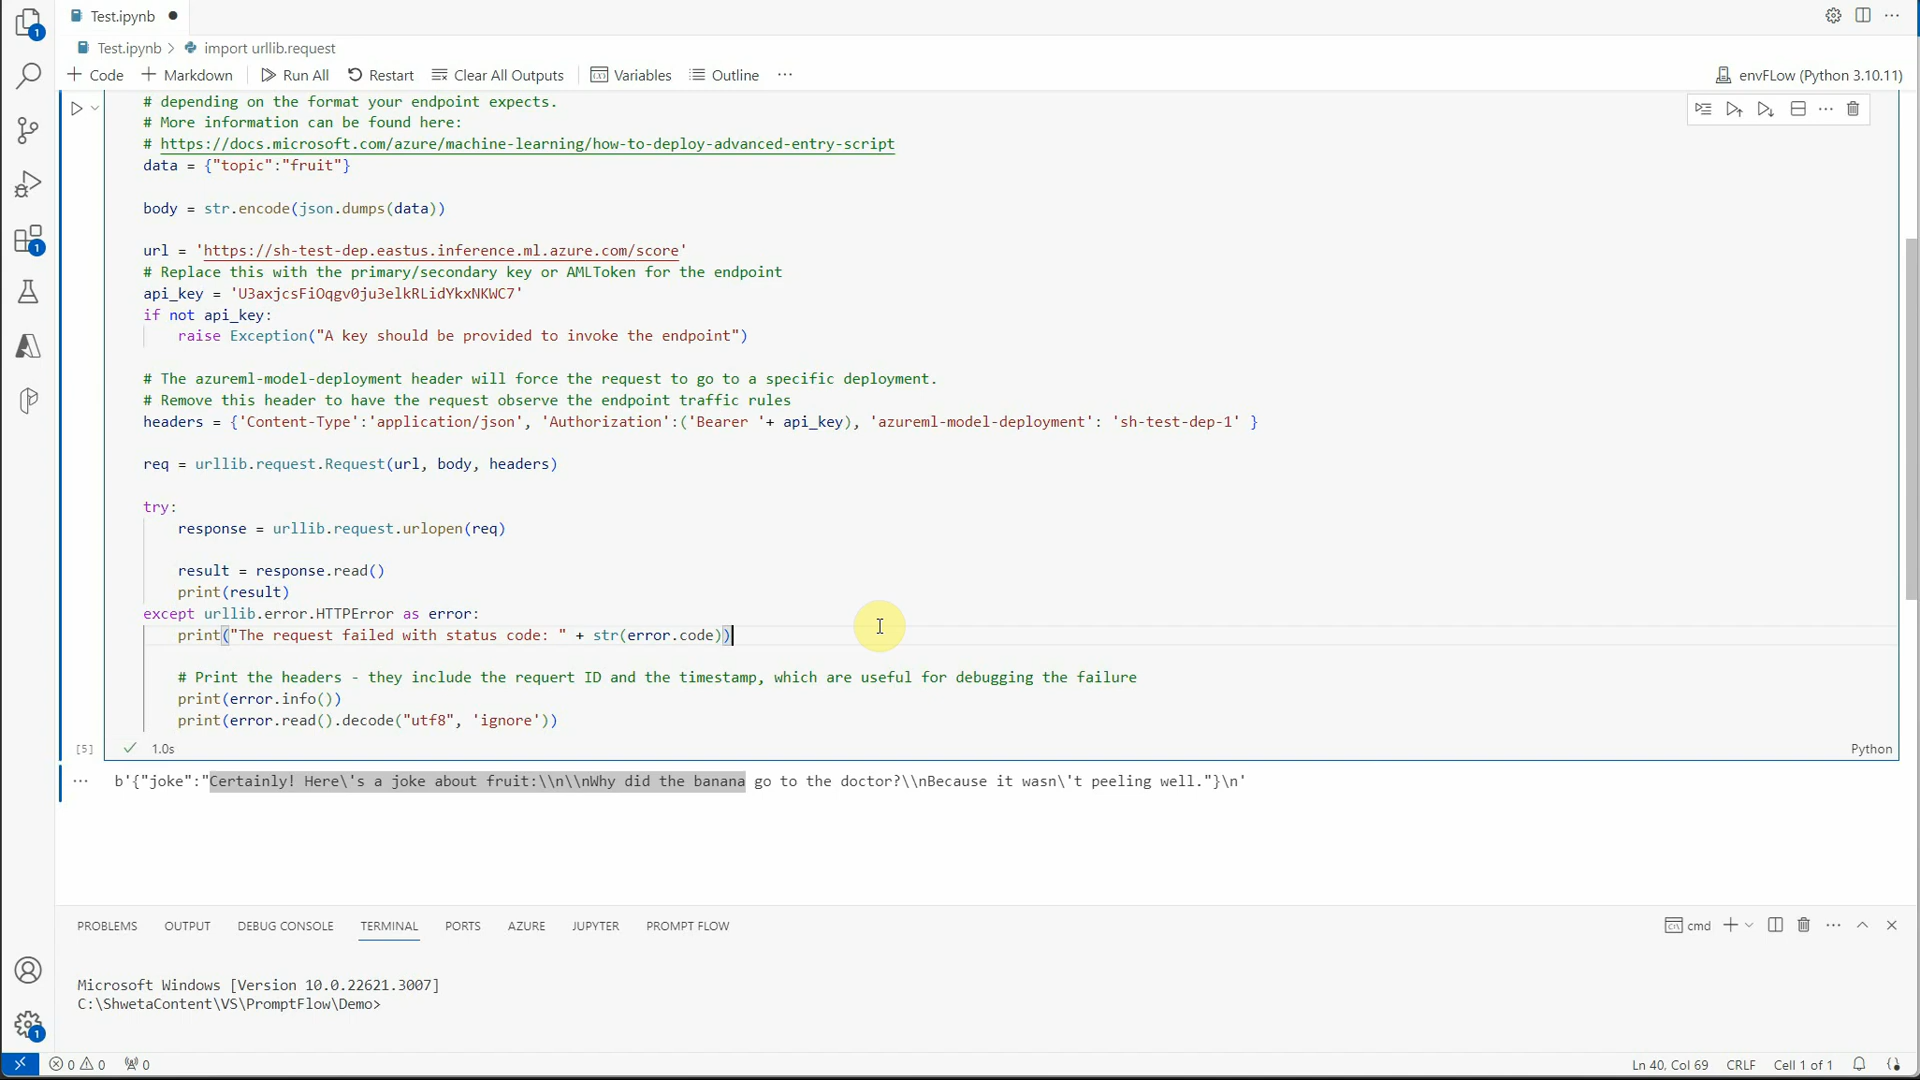 Test.ipynb
Test.ipynb > import urllib.request
+ Code + Markdown Run All Restart Clear All Outputs Variables Outline ... envFLow (Python 3.10.11)
# depending on the format your endpoint expects.
# More information can be found here:
# https://docs.microsoft.com/azure/machine-learning/how-to-deploy-advanced-entry-script
data = {"topic":"fruit"}
body = str.encode(json.dumps(data))
url = 'https://sh-test-dep.eastus.inference.ml.azure.com/score'
# Replace this with the primary/secondary key or AMLToken for the endpoint
api_key = 'U3axjcsFiOqgv0ju3elkRLidYkxNKWC7'
if not api_key:
raise Exception("A key should be provided to invoke the endpoint")
# The azureml-model-deployment header will force the request to go to a specific deployment.
# Remove this header to have the request observe the endpoint traffic rules
headers = {'Content-Type':'application/json', 'Authorization':('Bearer '+ api_key), 'azureml-model-deployment': 'sh-test-dep-1' }
req = urllib.request.Request(url, body, headers)
try:
response = urllib.request.urlopen(req)
result = response.read()
print(result)
except urllib.error.HTTPError as error:
print("The request failed with status code: " + str(error.code))
# Print the headers - they include the requert ID and the timestamp, which are useful for debugging the failure
print(error.info())
print(error.read().decode("utf8", 'ignore'))
[5] 1.0s Python
... b'{"joke":"Certainly! Here\'s a joke about fruit:\\n\\nWhy did the banana go to the doctor?\\nBecause it wasn\'t peeling well."}\n'
PROBLEMS OUTPUT DEBUG CONSOLE TERMINAL PORTS AZURE JUPYTER PROMPT FLOW cmd
Microsoft Windows [Version 10.0.22621.3007]
C:\ShwetaContent\VS\PromptFlow\Demo>
0 0 0 Ln 40, Col 69 CRLF Cell 1 of 1
1
1
1